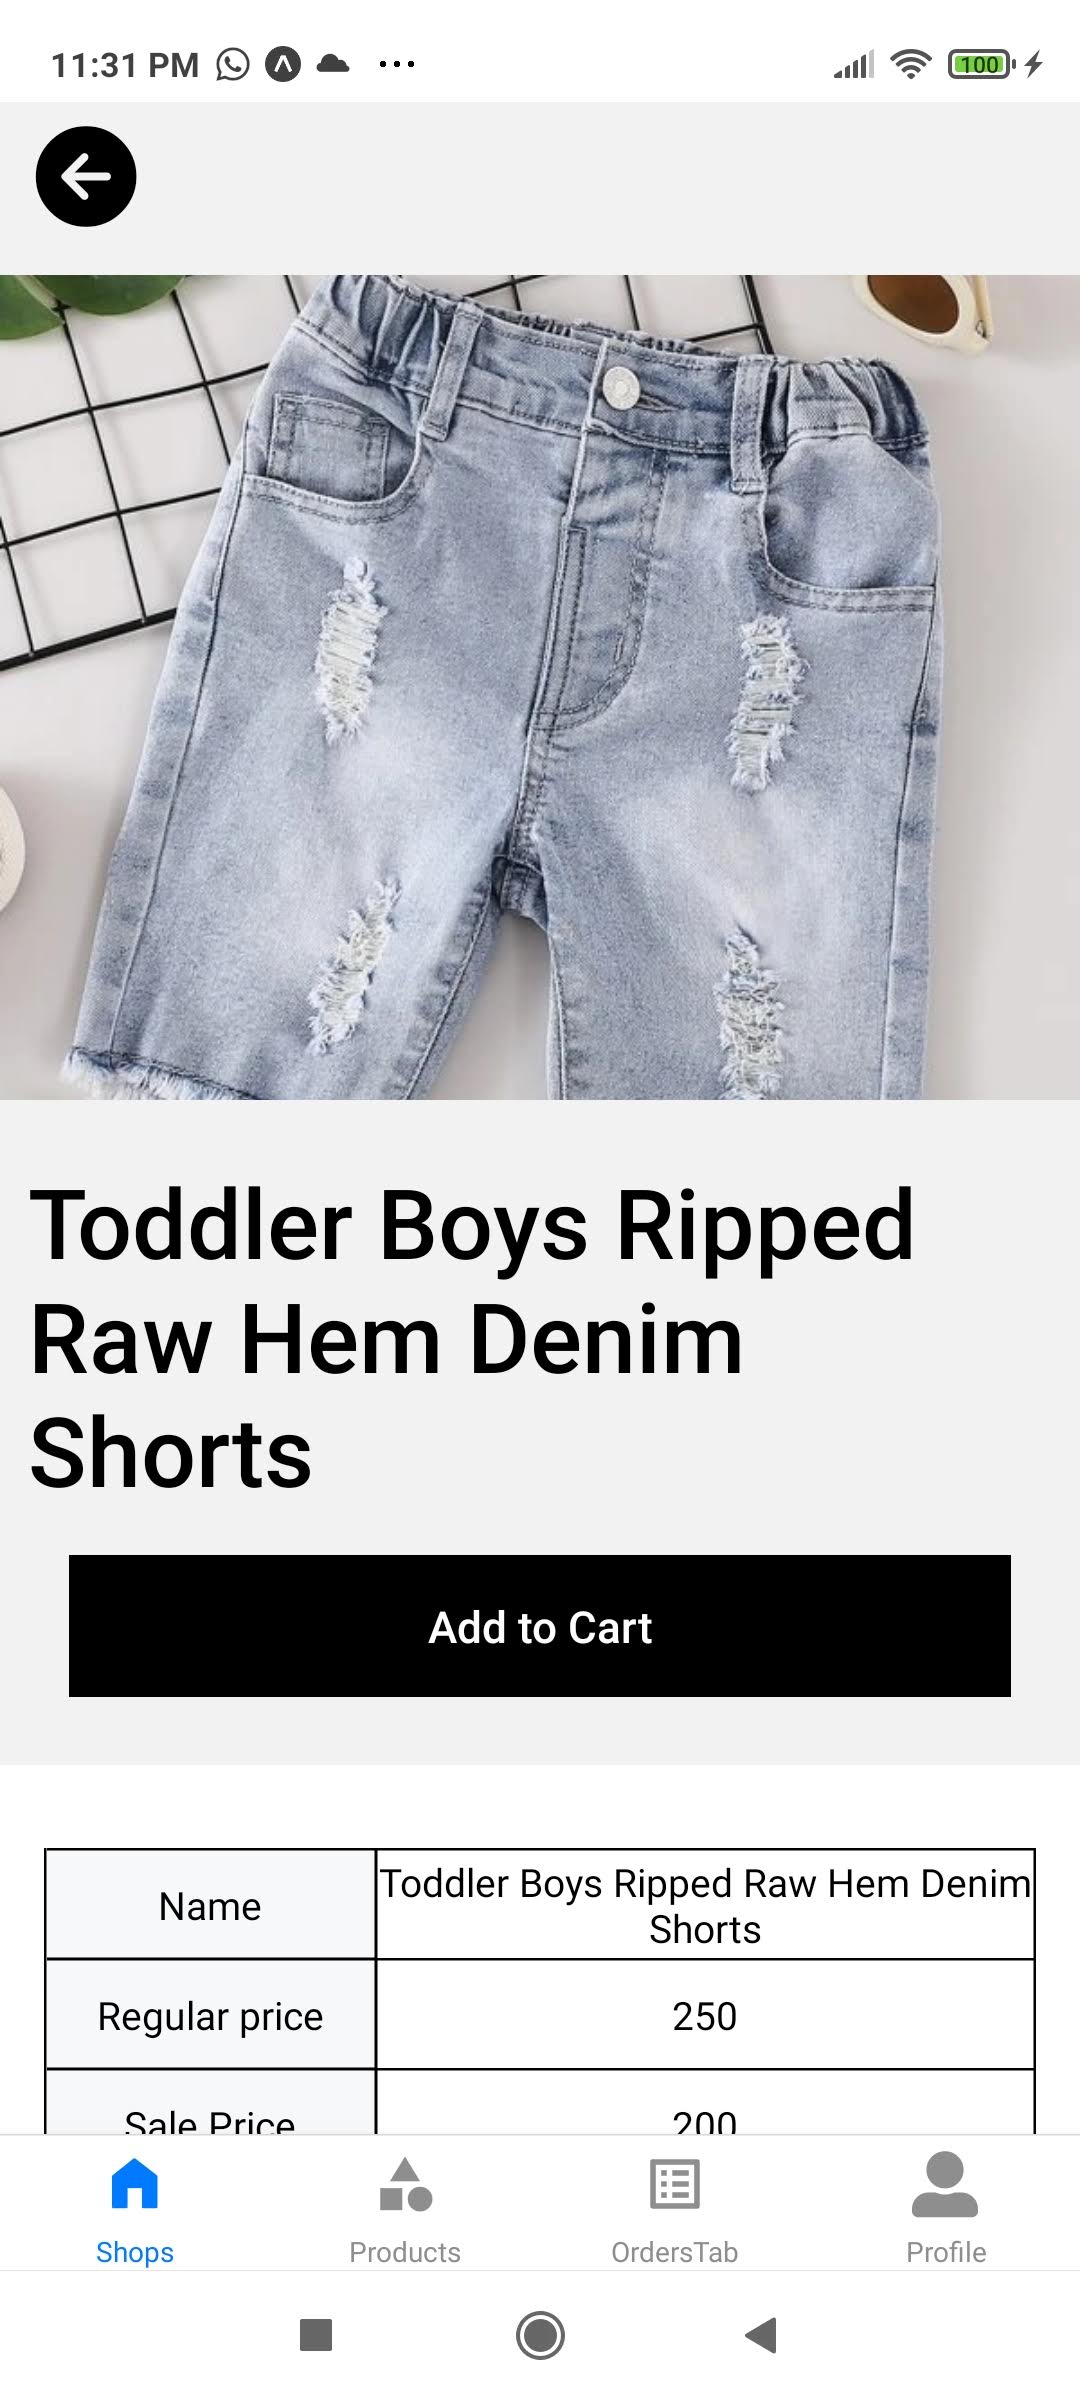 11:31 PM
100
Toddler Boys Ripped
Raw Hem Denim
Shorts
Add to Cart
Name
Toddler Boys Ripped Raw Hem Denim
Shorts
Regular price
250
Sale Price
200
Shops
Products
OrdersTab
Profile